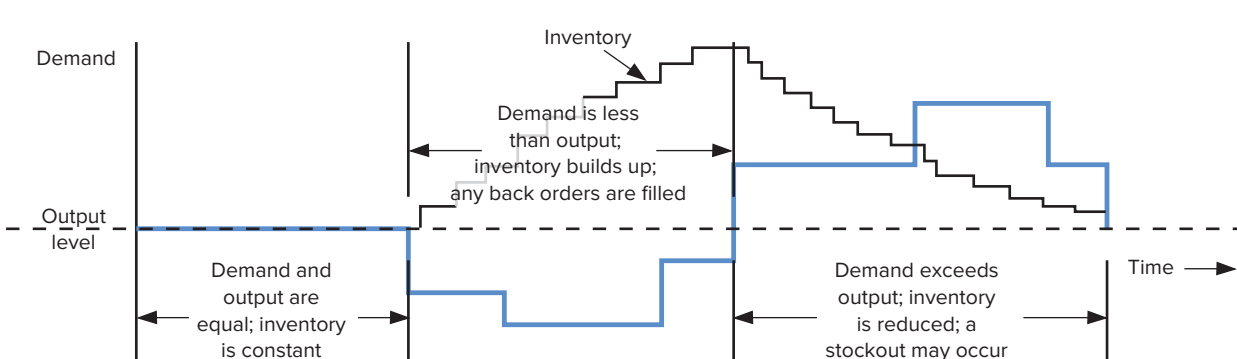 Inventory
Demand
Demand is less
than output;
inventory builds up;
any back orders are filled
Output
level
Demand and
output are
equal; inventory
is constant
Demand exceeds
output; inventory
is reduced; a
stockout may occur
Time